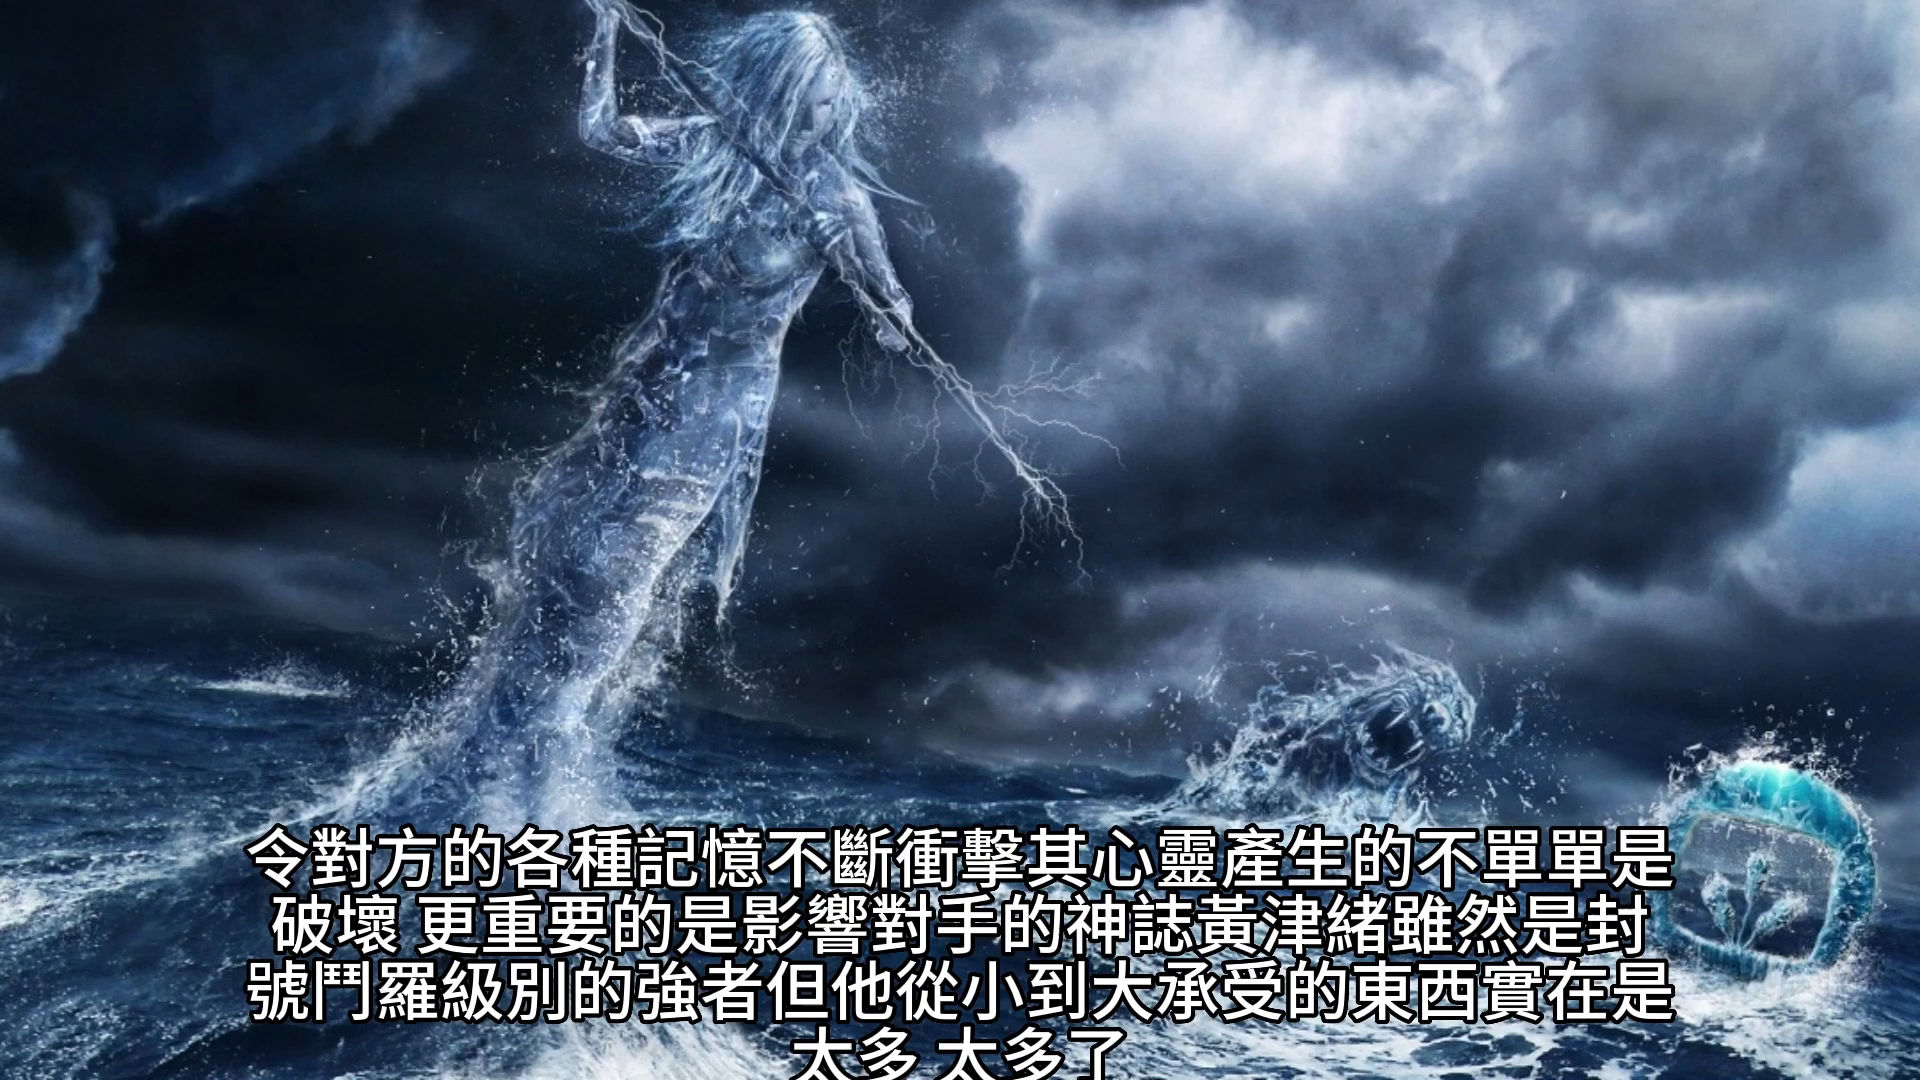 令對方的各種記憶不斷衝擊其心靈產生的不單單是
破壞 更重要的是影響對手的神誌黃津緒雖然是封
號鬥羅級別的強者但他從小到大承受的東西實在是
太多 太多了